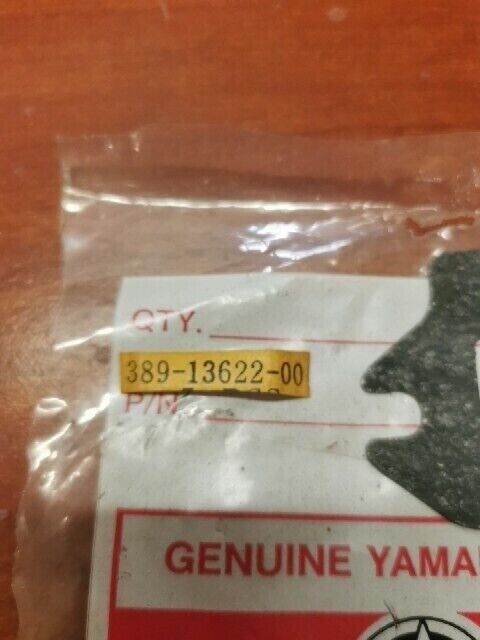 QTY.
389-13622-00
P/N
GENUINE YAMA